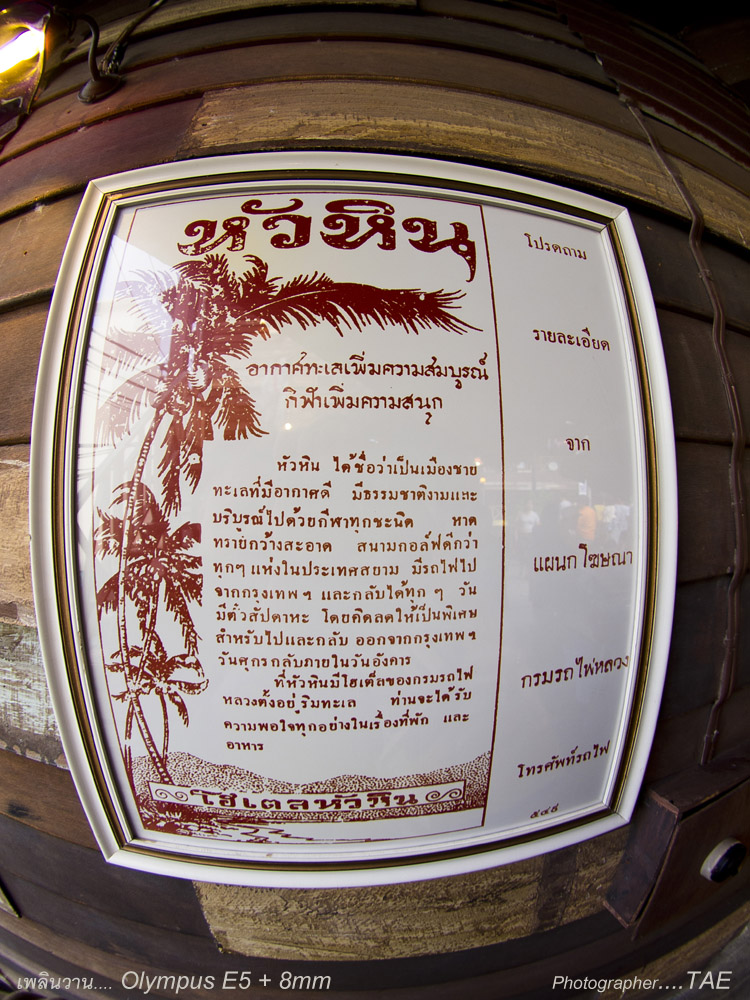 หัวหิน
อากาศทะเลเพิ่มความสมบูรณ์
กีฬาเพิ่มความสนุก
หัวหิน ได้ชื่อว่าเป็นเมืองชาย
ทะเลที่มีอากาศดี มีธรรมชาติงามและ
บริบูรณ์ไปด้วยกีฬาทุกชะนิด หาด
ทรายกว้างสะอาด สนามกอล์ฟดีกว่า
ทุกๆ แห่งในประเทศสยาม มีรถไฟไป
จากกรุงเทพฯ และกลับได้ทุก ๆ วัน
มีตั๋วสัปดาหะ โดยคิดลดให้เป็นพิเศษ
สำหรับไปและกลับ ออกจากกรุงเทพฯ
วันศุกร กลับภายในวันอังคาร
ที่หัวหินมีโฮเต็ลของกรมรถไฟ
หลวงตั้งอยู่ริมทะเล ท่านจะได้รับ
ความพอใจทุกอย่างในเรื่องที่พัก และ
อาหาร
โฮเตลหัวหิน
โปรดถาม
รายละเอียด
จาก
แผนกโฆษณา
กรมรถไฟหลวง
โทรศัพท์รถไฟ
๕๔๘
เพลินวาน.... Olympus E5 + 8mm
Photographer....TAE